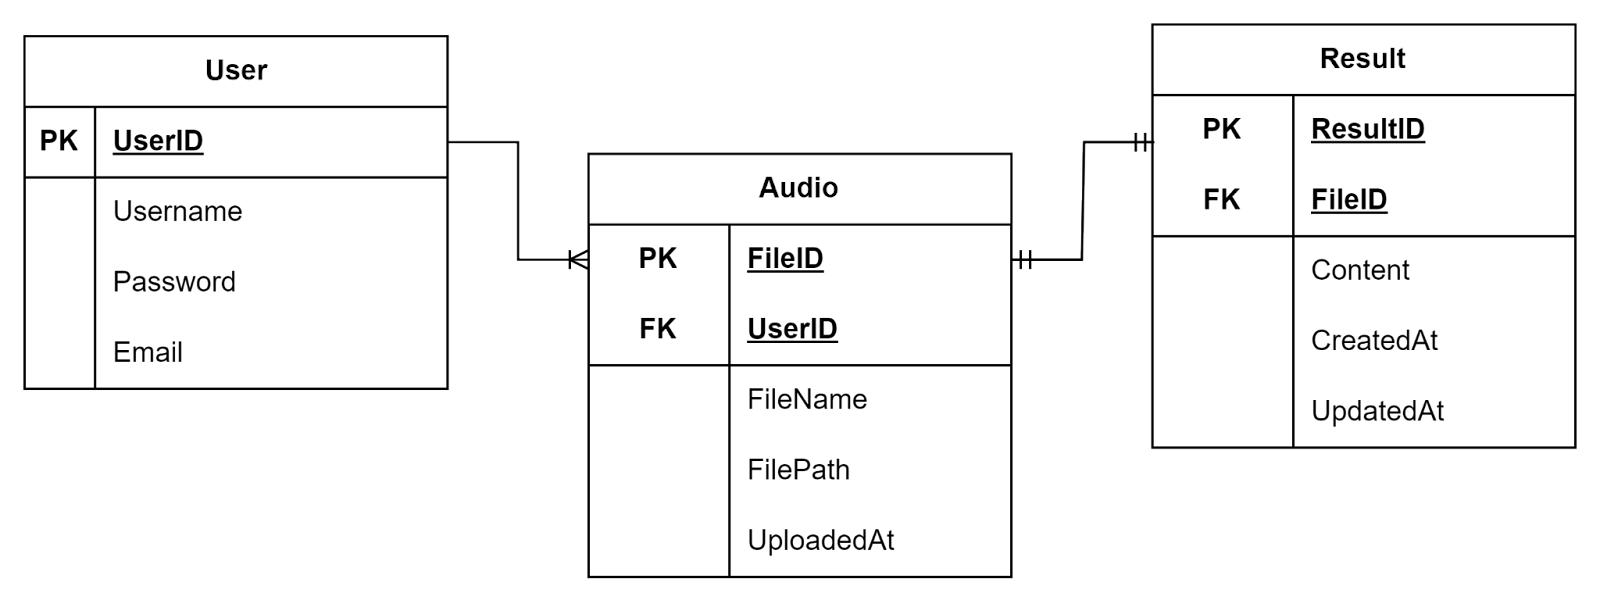 User
PK UserID
Username
Password
Email
Audio
PK FileID
FK UserID
FileName
FilePath
UploadedAt
Result
PK ResultID
FK FileID
Content
CreatedAt
UpdatedAt